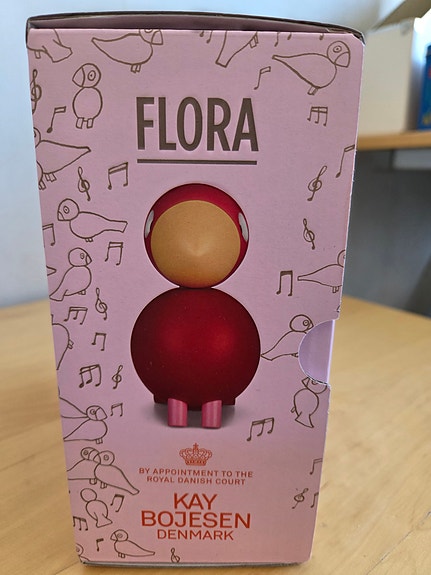 FLORA
BY APPOINTMENT TO THE
ROYAL DANISH COURT
KAY
BOJESEN
DENMARK